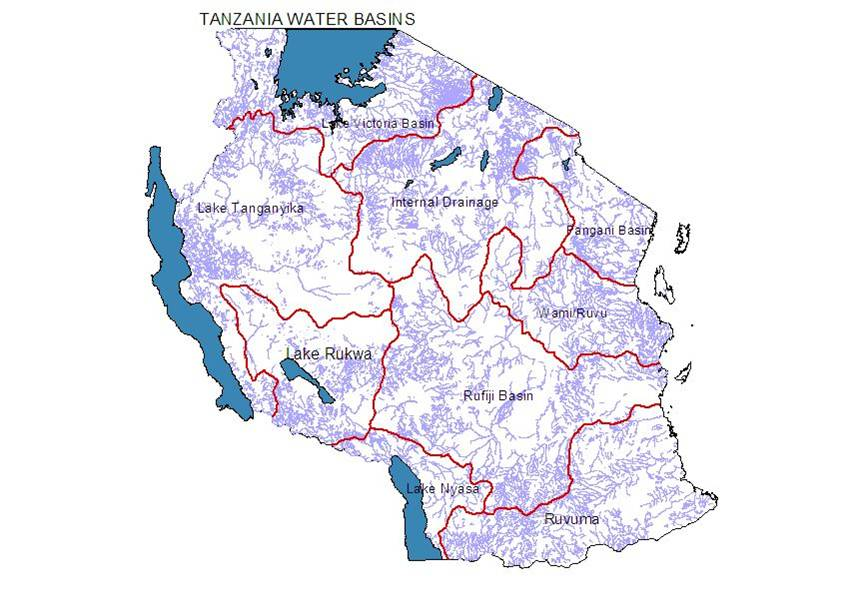 TANZANIA WATER BASINS
Lake Victoria Basin
Lake Tanganyika
Internal Drainage
Pangani Basin
Wami/Ruvu
Lake Rukwa
Rufiji Basin
Lake Nyasa
Ruvuma